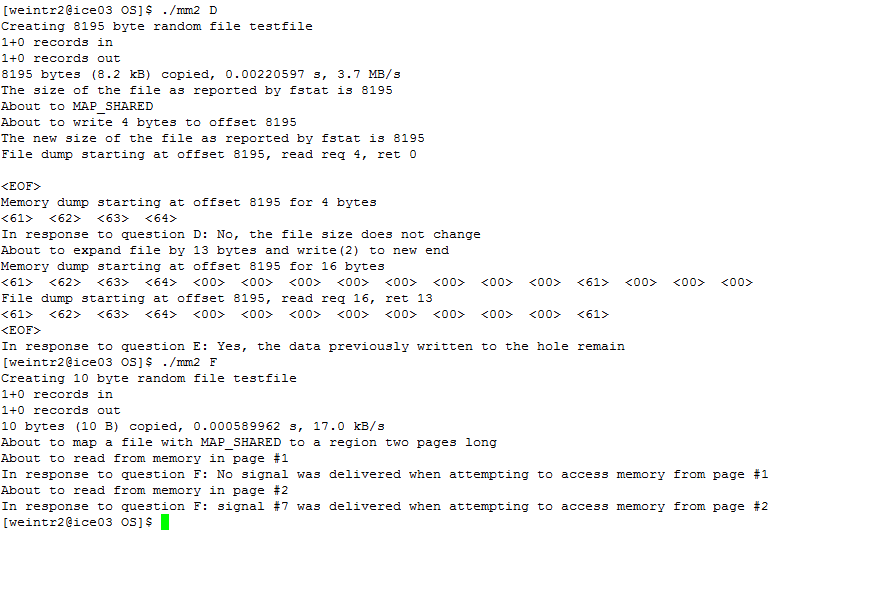 [weintr2@ice03 OS]$ ./mm2 D
Creating 8195 byte random file testfile
1+0 records in
1+0 records out
8195 bytes (8.2 kB) copied, 0.00220597 s, 3.7 MB/s
The size of the file as reported by fstat is 8195
About to MAP_SHARED
About to write 4 bytes to offset 8195
The new size of the file as reported by fstat is 8195
File dump starting at offset 8195, read req 4, ret 0
<EOF>
Memory dump starting at offset 8195 for 4 bytes
<61>  <62>  <63>  <64>
In response to question D: No, the file size does not change
About to expand file by 13 bytes and write(2) to new end
Memory dump starting at offset 8195 for 16 bytes
<61>  <62>  <63>  <64>  <00>  <00>  <00>  <00>  <00>  <00>  <00>  <00>  <61>  <00>  <00>  <00>
File dump starting at offset 8195, read req 16, ret 13
<61>  <62>  <63>  <64>  <00>  <00>  <00>  <00>  <00>  <00>  <00>  <00>  <61>
<EOF>
In response to question E: Yes, the data previously written to the hole remain
[weintr2@ice03 OS]$ ./mm2 F
Creating 10 byte random file testfile
1+0 records in
1+0 records out
10 bytes (10 B) copied, 0.000589962 s, 17.0 kB/s
About to map a file with MAP_SHARED to a region two pages long
About to read from memory in page #1
In response to question F: No signal was delivered when attempting to access memory from page #1
About to read from memory in page #2
In response to question F: signal #7 was delivered when attempting to access memory from page #2
[weintr2@ice03 OS]$